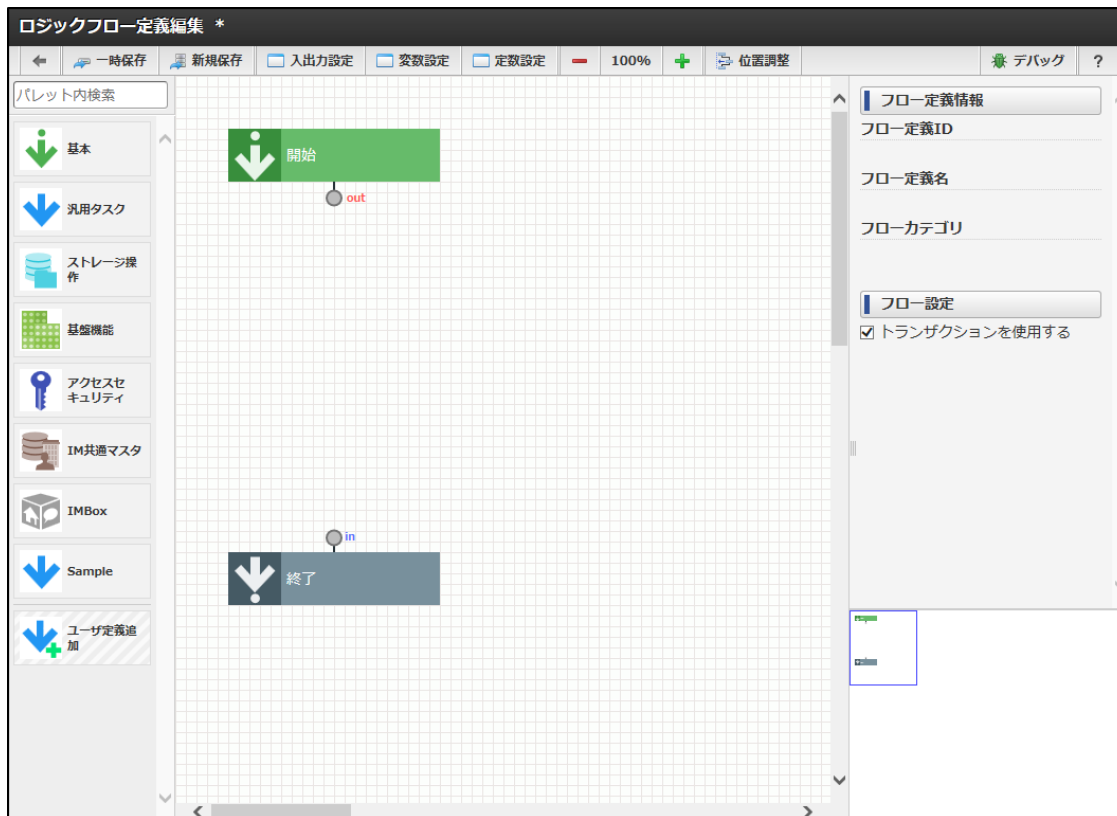 ロジックフロー定義編集 *
一時保存
新規保存
入出力設定
変数設定
定数設定
100%
位置調整
デバッグ
?
パレット内検索
基本
汎用タスク
ストレージ操
作
基盤機能
アクセスセ
キュリティ
IM共通マスタ
IMBox
Sample
ユーザ定義追
加
開始
out
in
終了
フロー定義情報
フロー定義ID
フロー定義名
フローカテゴリ
フロー設定
トランザクションを使用する